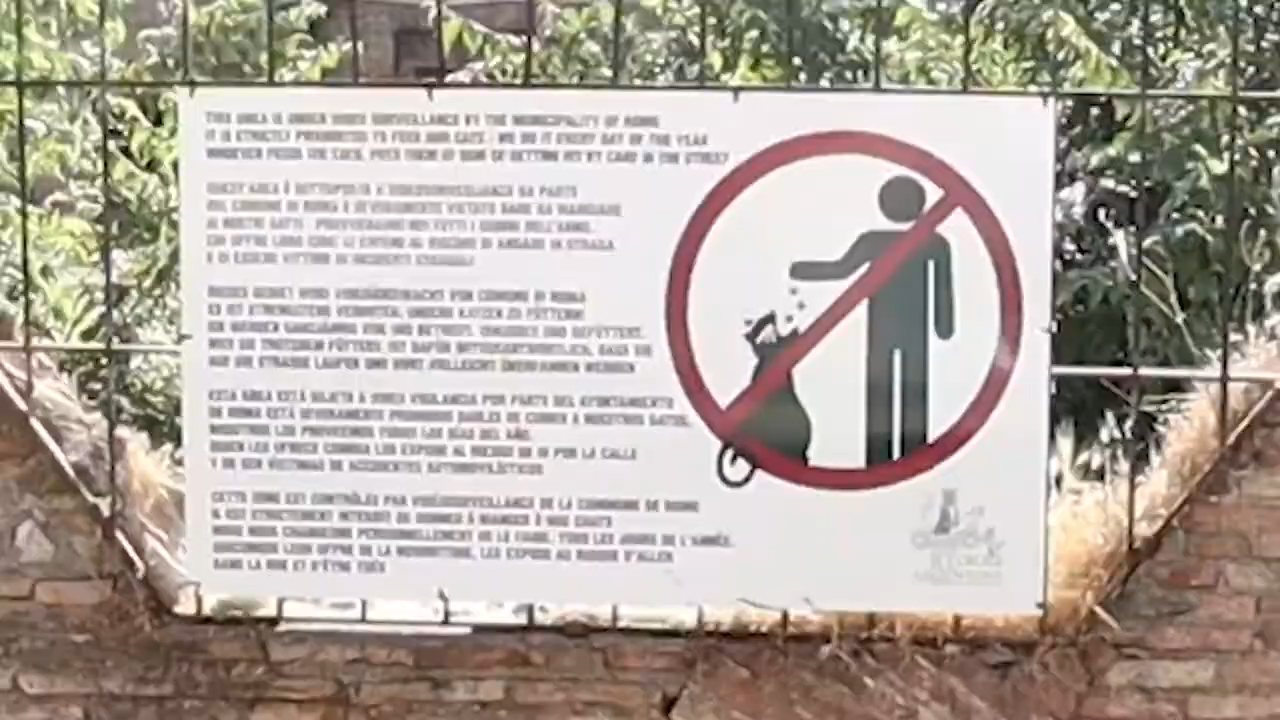 THIS AREA IS UNDER VIDEO SURVEILLANCE BY THE MUNICIPALITY OF ROME
IT IS STRICTLY PROHIBITED TO FEED OUR CATS : WE DO IT EVERY DAY OF THE YEAR
WHOEVER FEEDS THE CATS, PUTS THEM AT RISK OF GETTING HIT BY CARS IN THE STREET
QUEST'AREA È SOTTOPOSTA A VIDEOSORVEGLIANZA DA PARTE
DEL COMUNE DI ROMA È SEVERAMENTE VIETATO DARE DA MANGIARE
AI NOSTRI GATTI : PROVVEDIAMO NOI TUTTI I GIORNI DELL'ANNO.
CHI OFFRE LORO CIBO LI ESPONE AL RISCHIO DI ANDARE IN STRADA
E DI ESSERE VITTIME DI INCIDENTI STRADALI
DIESES GEBIET WIRD VIDEOÜBERWACHT VON COMUNE DI ROMA
ES IST STRENGSTENS VERBOTEN, UNSERE KATZEN ZU FÜTTERN!
SIE WERDEN GANZJÄHRIG VON UNS BETREUT, UND GEFÜTTERT.
WER SIE TROTZDEM FÜTTERT, IST DAFÜR MITVERANTWORTLICH, DASS SIE
AUF DIE STRASSE LAUFEN UND DORT VIELLEICHT ÜBERFAHREN WERDEN
ESTA ÁREA ESTÁ SUJETA A VIDEO VIGILANCIA POR PARTE DEL AYUNTAMIENTO
DE ROMA ESTÁ SEVERAMENTE PROHIBIDO DARLES DE COMER A NUESTROS GATOS.
NOSOTROS LOS PROVEEMOS TODOS LOS DÍAS DEL AÑO.
QUIEN LES OFRECE COMIDA LOS EXPONE AL RIESGO DE IR POR LA CALLE
Y DE SER VÍCTIMAS DE ACCIDENTES AUTOMOVILÍSTICOS
CETTE ZONE EST CONTRÔLÉE PAR VIDÉOSURVEILLANCE DE LA COMMUNE DE ROME
IL EST STRICTEMENT INTERDIT DE DONNER À MANGER À NOS CHATS
NOUS NOUS CHARGEONS PERSONNELLEMENT DE LE FAIRE, TOUS LES JOURS DE L'ANNÉE.
QUICONQUE LEUR OFFRE DE LA NOURRITURE, LES EXPOSE AU RISQUE D'ALLER
DANS LA RUE ET D'ÊTRE TUÉS